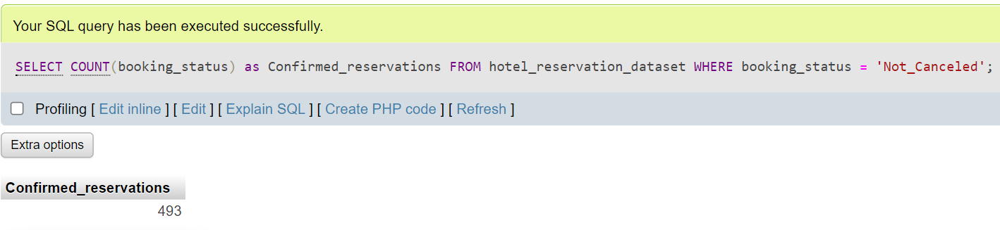 Your SQL query has been executed successfully.
SELECT COUNT(booking_status) as Confirmed_reservations FROM hotel_reservation_dataset WHERE booking_status = 'Not_Canceled';
Profiling [ Edit inline ] [ Edit ] [ Explain SQL ] [ Create PHP code ] [ Refresh ]
Extra options
Confirmed_reservations
493